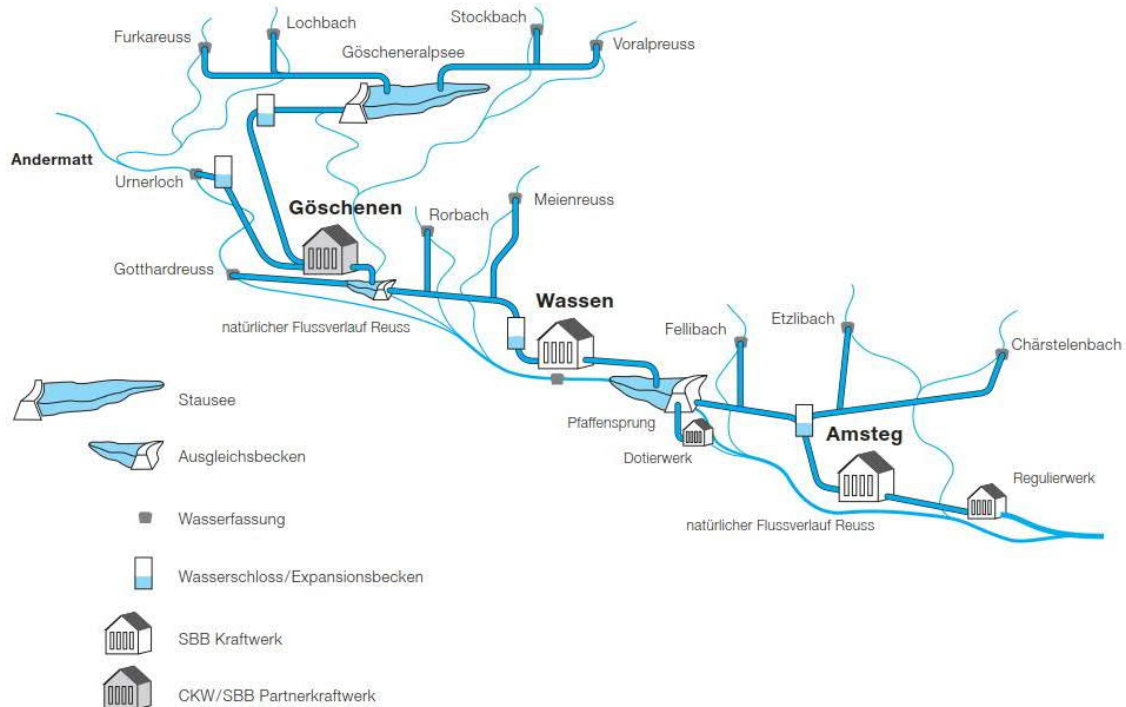 Furkareuss
Lochbach
Stockbach
Göscheneralpsee
Voralpreuss
Andermatt
Urnerloch
Göschenen
Rorbach
Meienreuss
Gotthardreuss
natürlicher Flussverlauf Reuss
Wassen
Fellibach
Etzlibach
Chärstelenbach
Pfaffensprung
Dotierwerk
Amsteg
Regulierwerk
natürlicher Flussverlauf Reuss
Stausee
Ausgleichsbecken
Wasserfassung
Wasserschloss/Expansionsbecken
SBB Kraftwerk
CKW/SBB Partnerkraftwerk